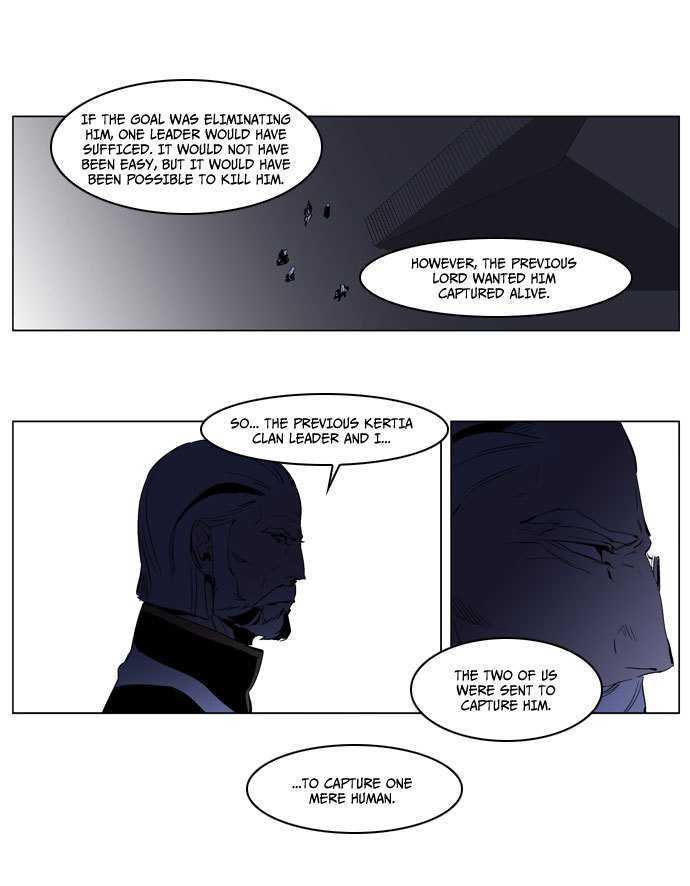 IF THE GOAL WAS ELIMINATING
HIM, ONE LEADER WOULD HAVE
SUFFICED. IT WOULD NOT HAVE
BEEN EASY, BUT IT WOULD HAVE
BEEN POSSIBLE TO KILL HIM.
HOWEVER, THE PREVIOUS
LORD WANTED HIM
CAPTURED ALIVE.
SO... THE PREVIOUS KERTIA
CLAN LEADER AND I...
THE TWO OF US
WERE SENT TO
CAPTURE HIM.
...TO CAPTURE ONE
MERE HUMAN.